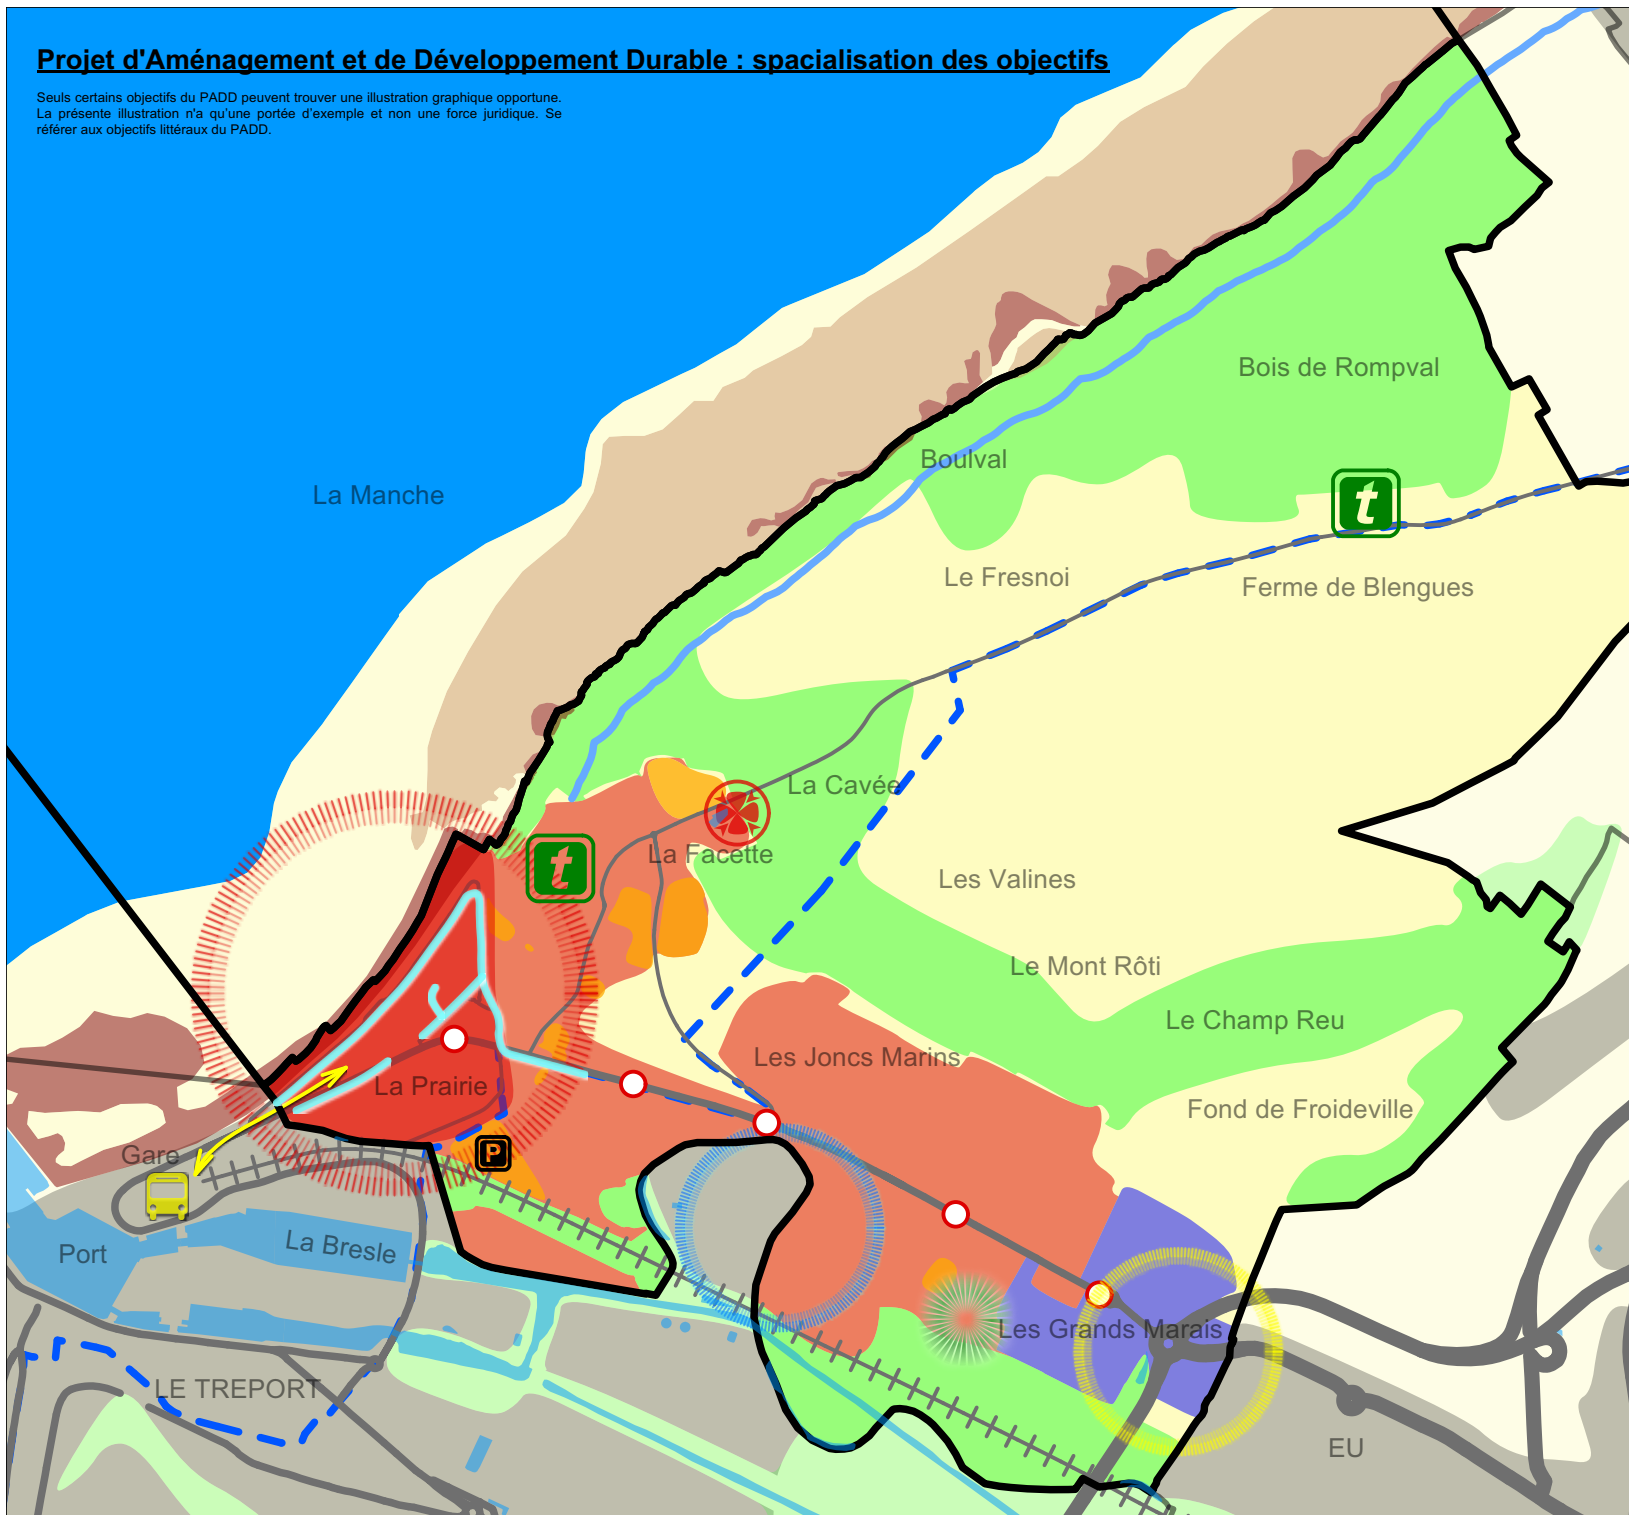 Projet d'Aménagement et de Développement Durable : spacialisation des objectifs
Seuls certains objectifs du PADD peuvent trouver une illustration graphique opportune.
La présente illustration n'a qu'une portée d'exemple et non une force juridique. Se
référer aux objectifs littéraux du PADD.
Bois de Rompval
Boulval
La Manche
t
Le Fresnoi
Ferme de Blengues
La Cavée
La Facette
t
Les Valines
Le Mont Rôti
Le Champ Reu
Les Joncs Marins
La Prairie
Fond de Froideville
Gare
P
La Bresle
Port
Les Grands Marais
LE TREPORT
EU